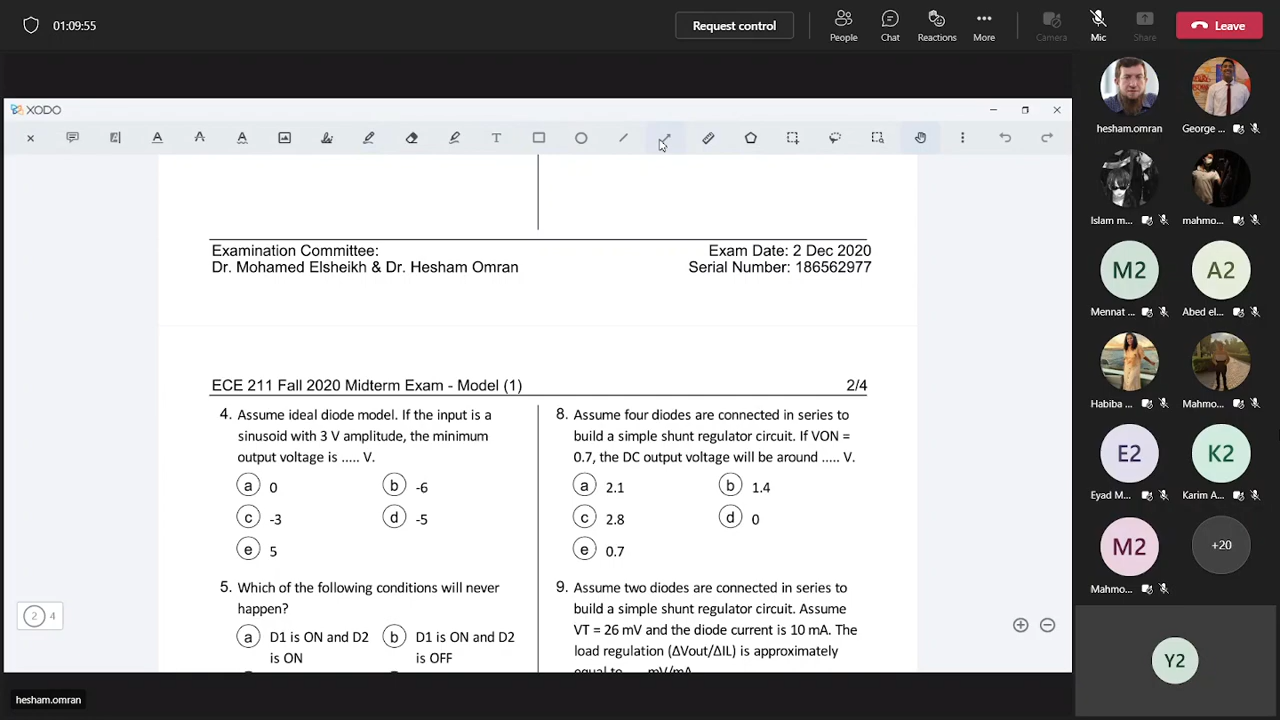 01:09:55
Request control
People
Chat
Reactions
More
Camera
Mic
Share
Leave
XODO
Examination Committee:
Dr. Mohamed Elsheikh & Dr. Hesham Omran
Exam Date: 2 Dec 2020
Serial Number: 186562977
ECE 211 Fall 2020 Midterm Exam - Model (1)
2/4
4. Assume ideal diode model. If the input is a
sinusoid with 3 V amplitude, the minimum
output voltage is ..... V.
a 0
b -6
c -3
d -5
e 5
5. Which of the following conditions will never
happen?
a D1 is ON and D2
is ON
b D1 is ON and D2
is OFF
8. Assume four diodes are connected in series to
build a simple shunt regulator circuit. If VON =
0.7, the DC output voltage will be around ..... V.
a 2.1
b 1.4
c 2.8
d 0
e 0.7
9. Assume two diodes are connected in series to
build a simple shunt regulator circuit. Assume
VT = 26 mV and the diode current is 10 mA. The
load regulation (ΔVout/ΔIL) is approximately
equal to ... mV/mA
2 4
hesham.omran
hesham.omran
George ...
Islam m...
mahmo...
M2
Mennat ...
A2
Abed el...
Habiba ...
Mahmo...
E2
Eyad M...
K2
Karim A...
M2
Mahmo...
+20
Y2